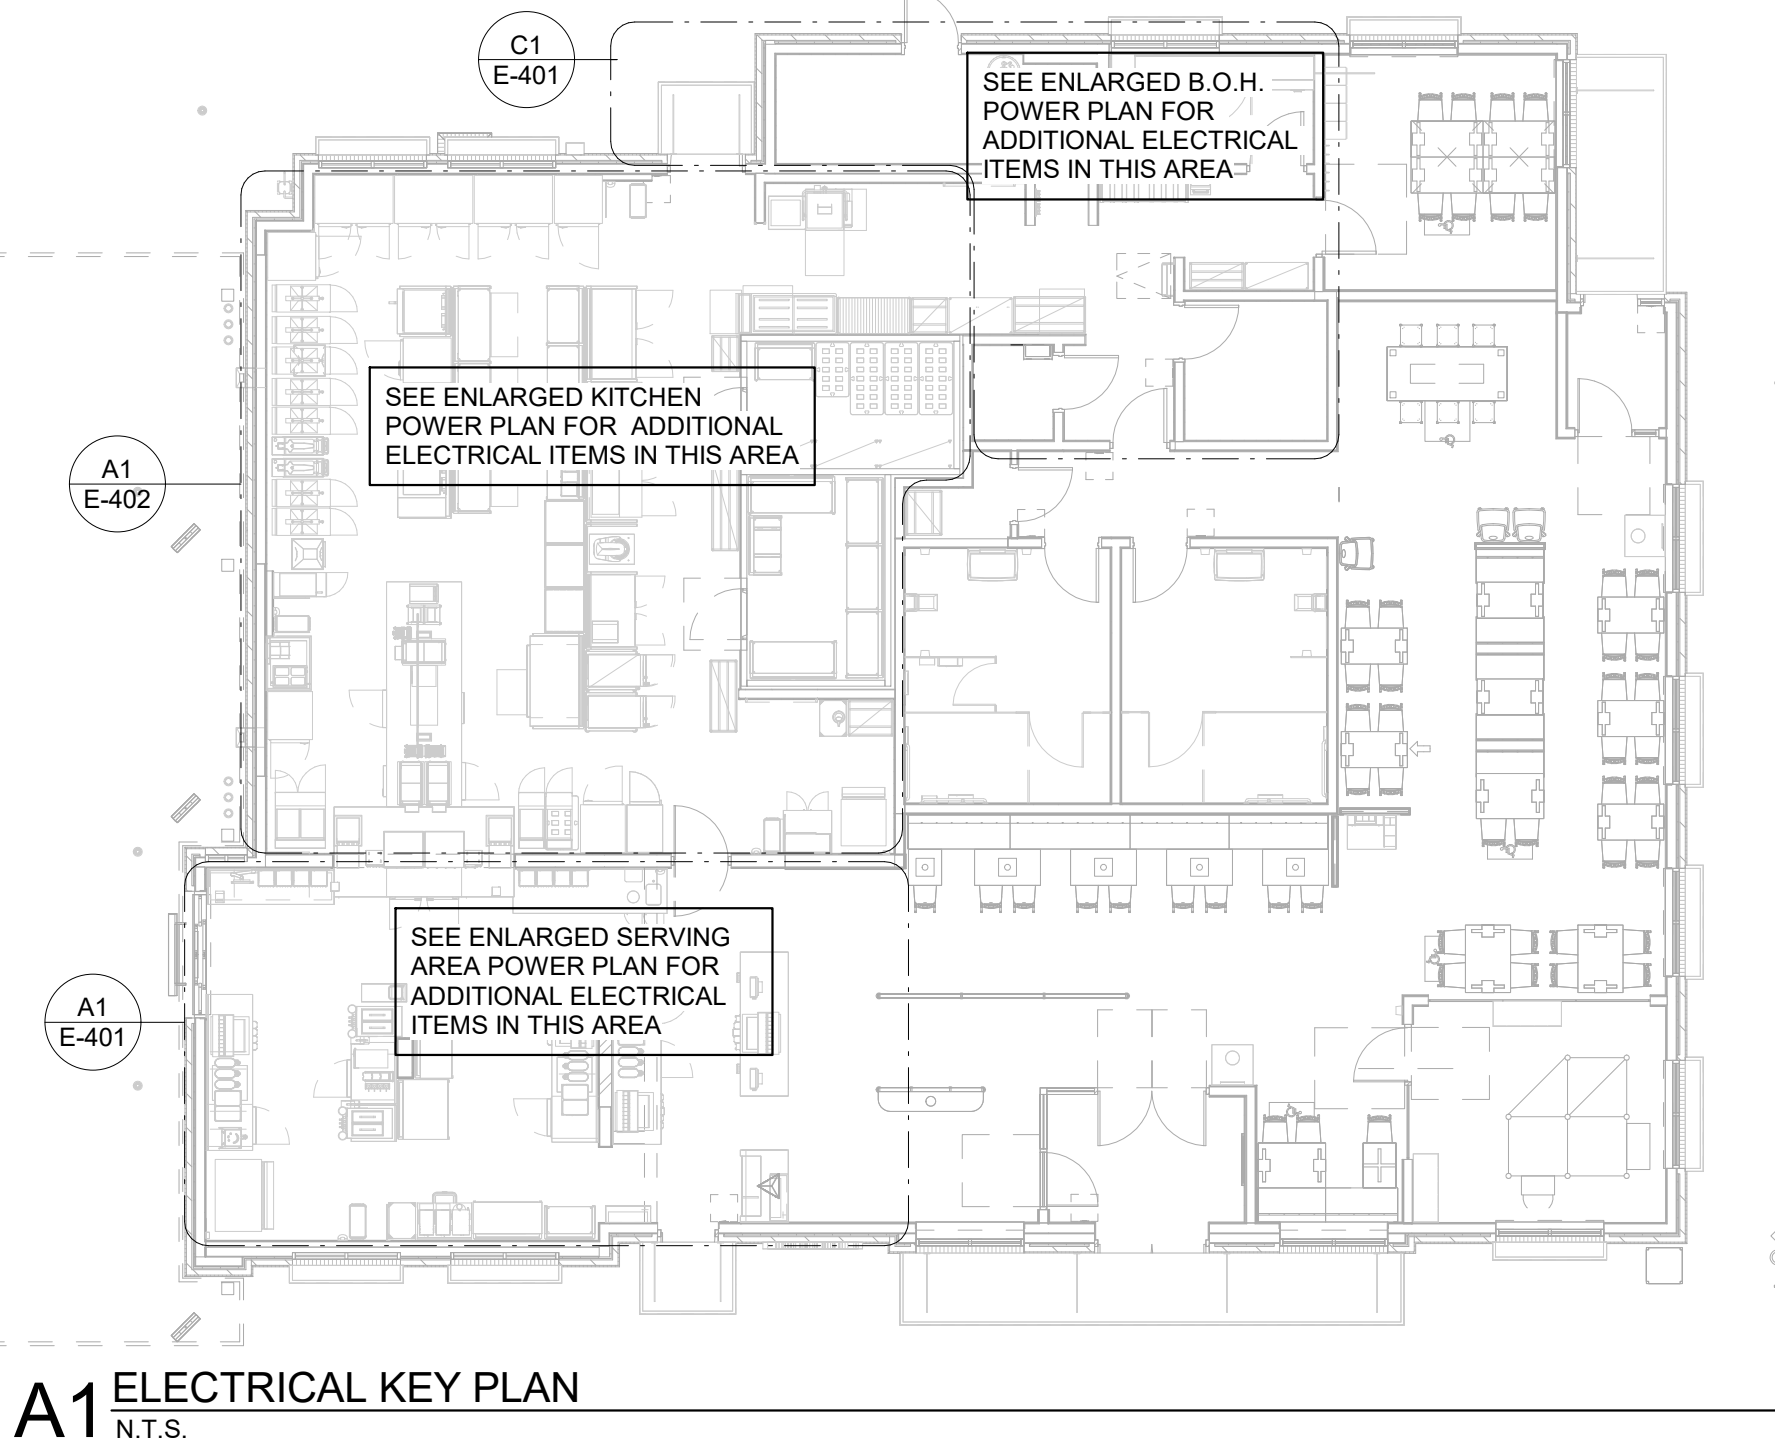 C1
E-401
SEE ENLARGED B.O.H.
POWER PLAN FOR
ADDITIONAL ELECTRICAL
ITEMS IN THIS AREA
SEE ENLARGED KITCHEN
POWER PLAN FOR ADDITIONAL
ELECTRICAL ITEMS IN THIS AREA
A1
E-402
SEE ENLARGED SERVING
AREA POWER PLAN FOR
ADDITIONAL ELECTRICAL
ITEMS IN THIS AREA
A1
E-401
A1 ELECTRICAL KEY PLAN
N.T.S.